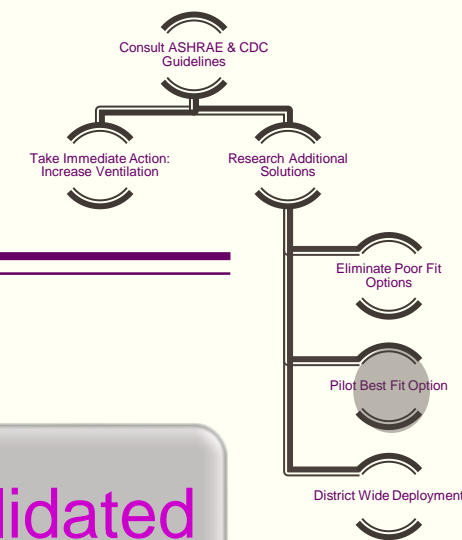 Consult ASHRAE & CDC
Guidelines
Take Immediate Action:
Increase Ventilation
Research Additional
Solutions
Eliminate Poor Fit
Options
Pilot Best Fit Option
District Wide Deployment